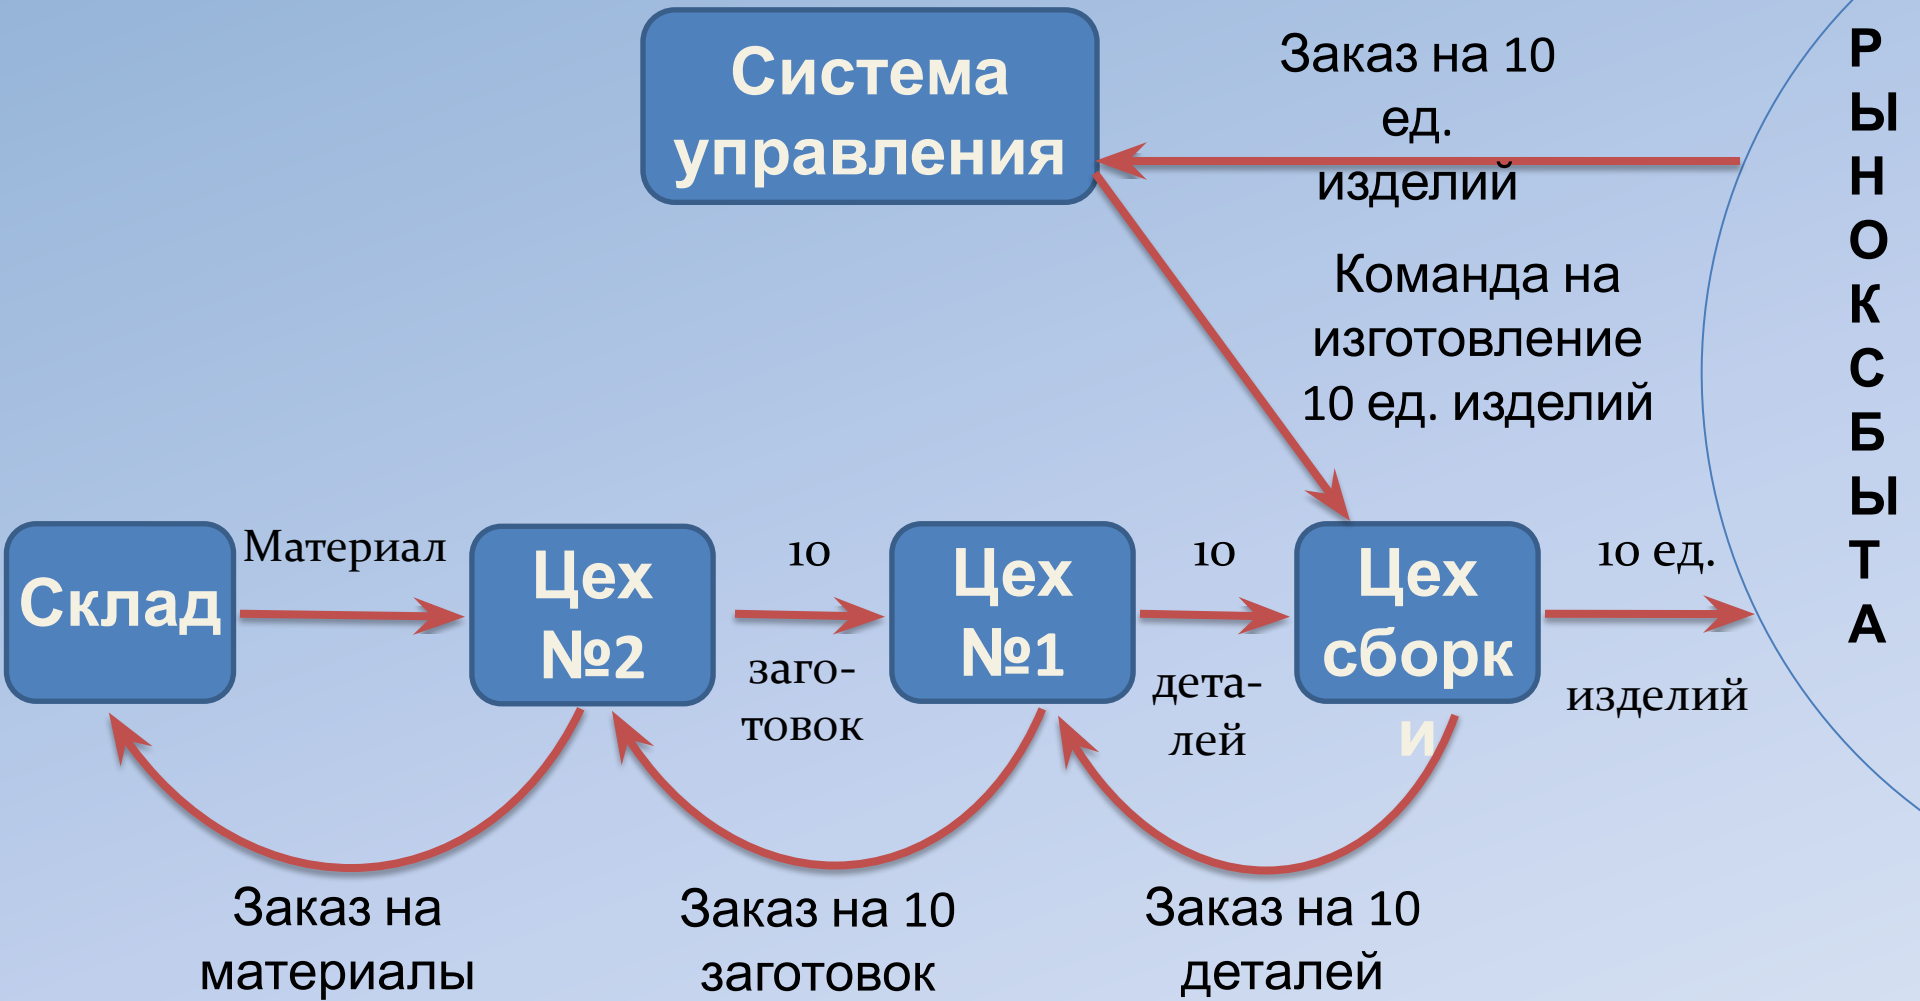 Система
управления
Заказ на 10
ед.
изделий
Команда на
изготовление
10 ед. изделий
Р
Ы
Н
О
К
С
Б
Ы
Т
А
Склад
Материал
Цех
№2
10
заго-
товок
Цех
№1
10
дета-
лей
Цех
сборк
и
10 ед.
изделий
Заказ на
материалы
Заказ на 10
заготовок
Заказ на 10
деталей